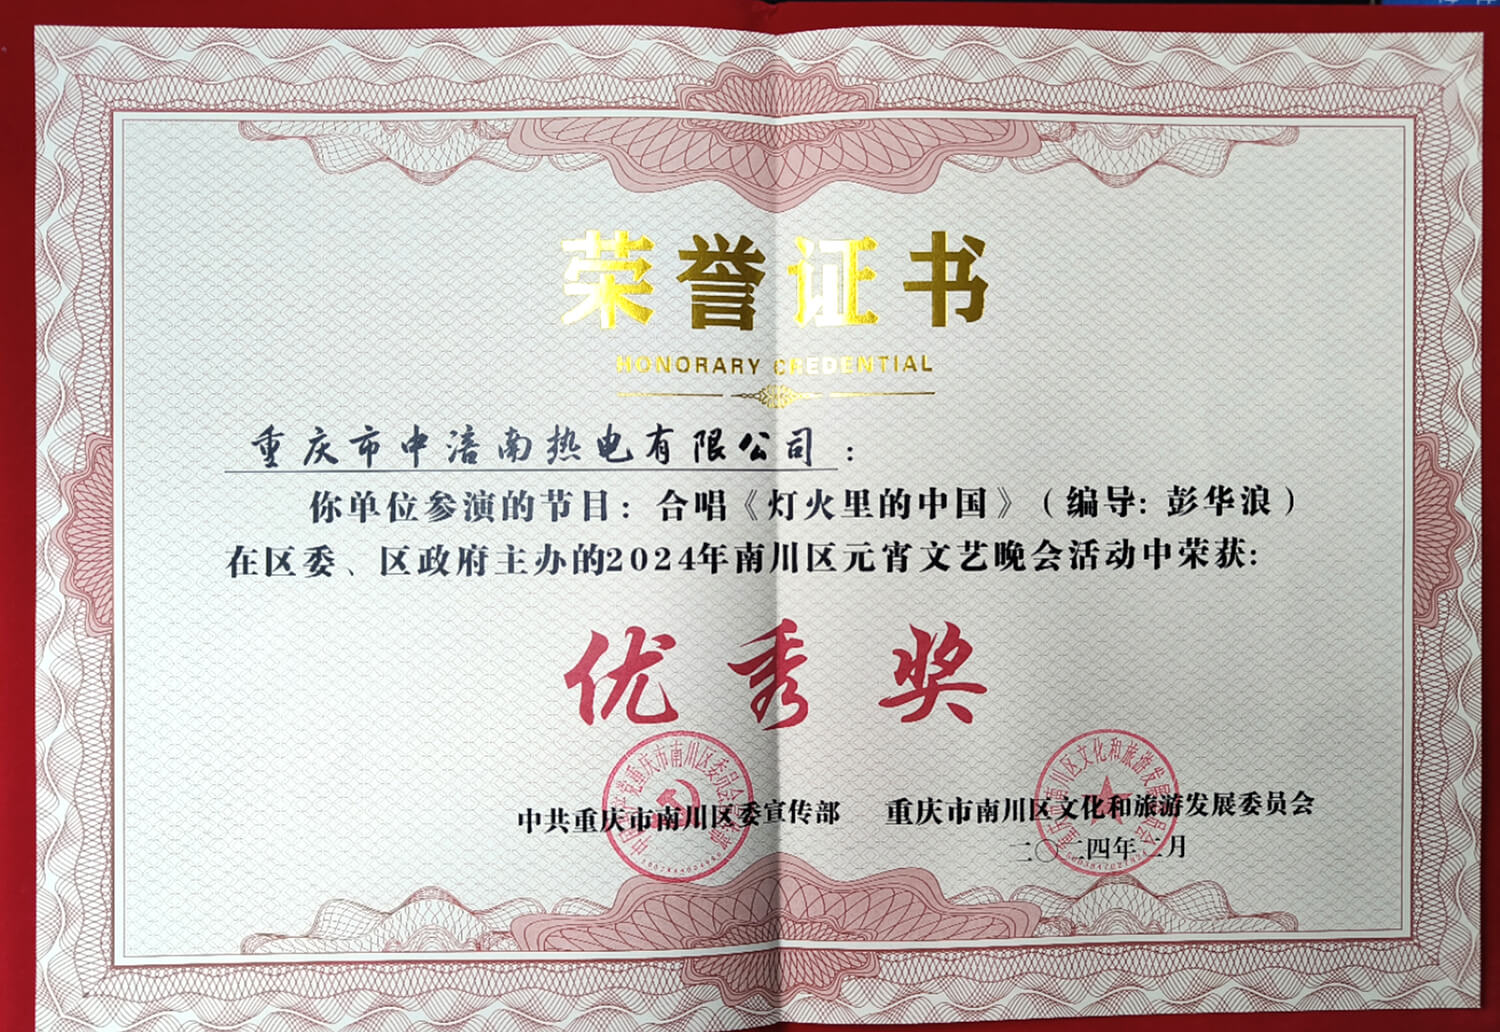 荣誉证书
HONORARY CREDENTIAL
重庆市中涪南热电有限公司：
你单位参演的节目：合唱《灯火里的中国》（编导：彭华浪）
在区委、区政府主办的2024年南川区元宵文艺晚会活动中荣获：
优秀奖
中共重庆市南川区委宣传部 重庆市南川区文化和旅游发展委员会
二〇二四年二月